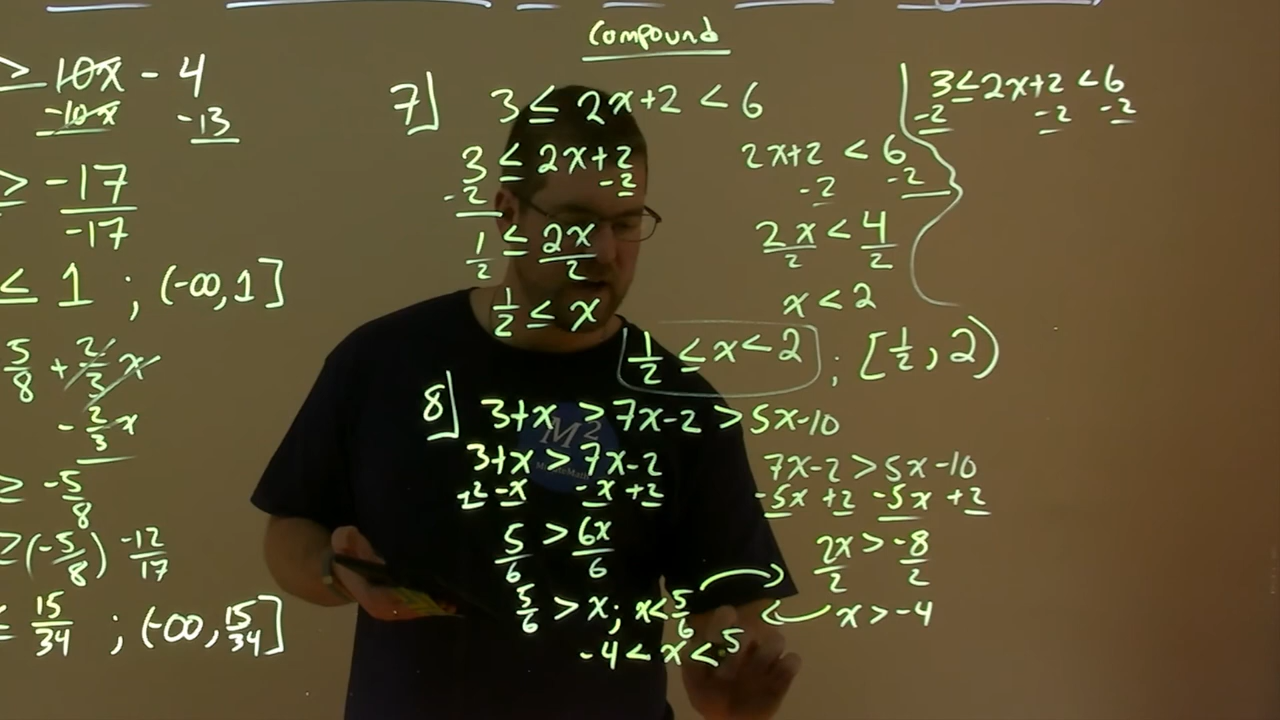 Compound
≥ 10x - 4
-10x -13
≥ -17
-17
≤ 1 ; (-∞, 1]
5/8 + 2/3 x
- 2/3 x
≥ -5/8
≥ (-5/8) -12/17
≤ 15/34 ; (-∞, 15/34]
7] 3 ≤ 2x+2 < 6
3 ≤ 2x+2 2x+2 < 6
-2 -2 -2 -2
1/2 ≤ 2x/2 2x/2 < 4/2
1/2 ≤ x x < 2
1/2 ≤ x < 2 ; [1/2, 2)
3 ≤ 2x+2 < 6
-2 -2 -2
8] 3+x > 7x-2 > 5x-10
3+x > 7x-2 7x-2 > 5x-10
+2 -x -x +2 -5x +2 -5x +2
5/6 > 6x/6 2x/2 > -8/2
5/6 > x ; x < 5/6 x > -4
-4 < x < 5
M²